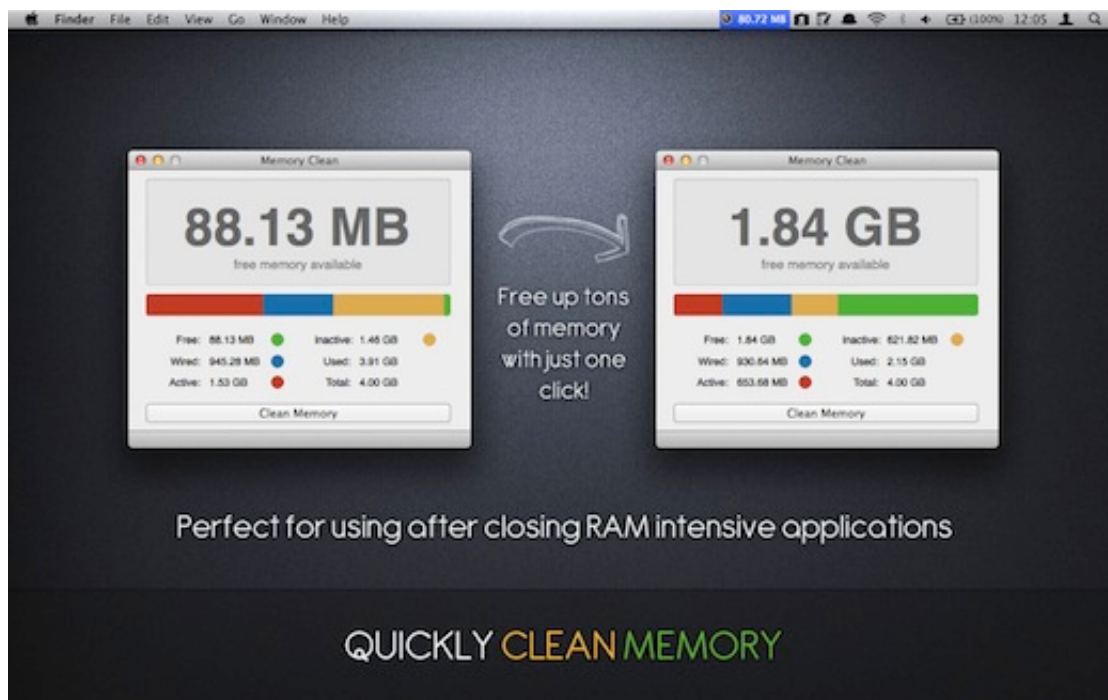 Finder File Edit View Go Window Help
80.72 MB (100%) 12:05
Memory Clean
88.13 MB
free memory available
Free: 88.13 MB Inactive: 1.46 GB
Wired: 945.28 MB Used: 3.91 GB
Active: 1.53 GB Total: 4.00 GB
Clean Memory
Free up tons
of memory
with just one
click!
Memory Clean
1.84 GB
free memory available
Free: 1.84 GB Inactive: 621.82 MB
Wired: 930.64 MB Used: 2.15 GB
Active: 653.68 MB Total: 4.00 GB
Clean Memory
Perfect for using after closing RAM intensive applications
QUICKLY CLEAN MEMORY